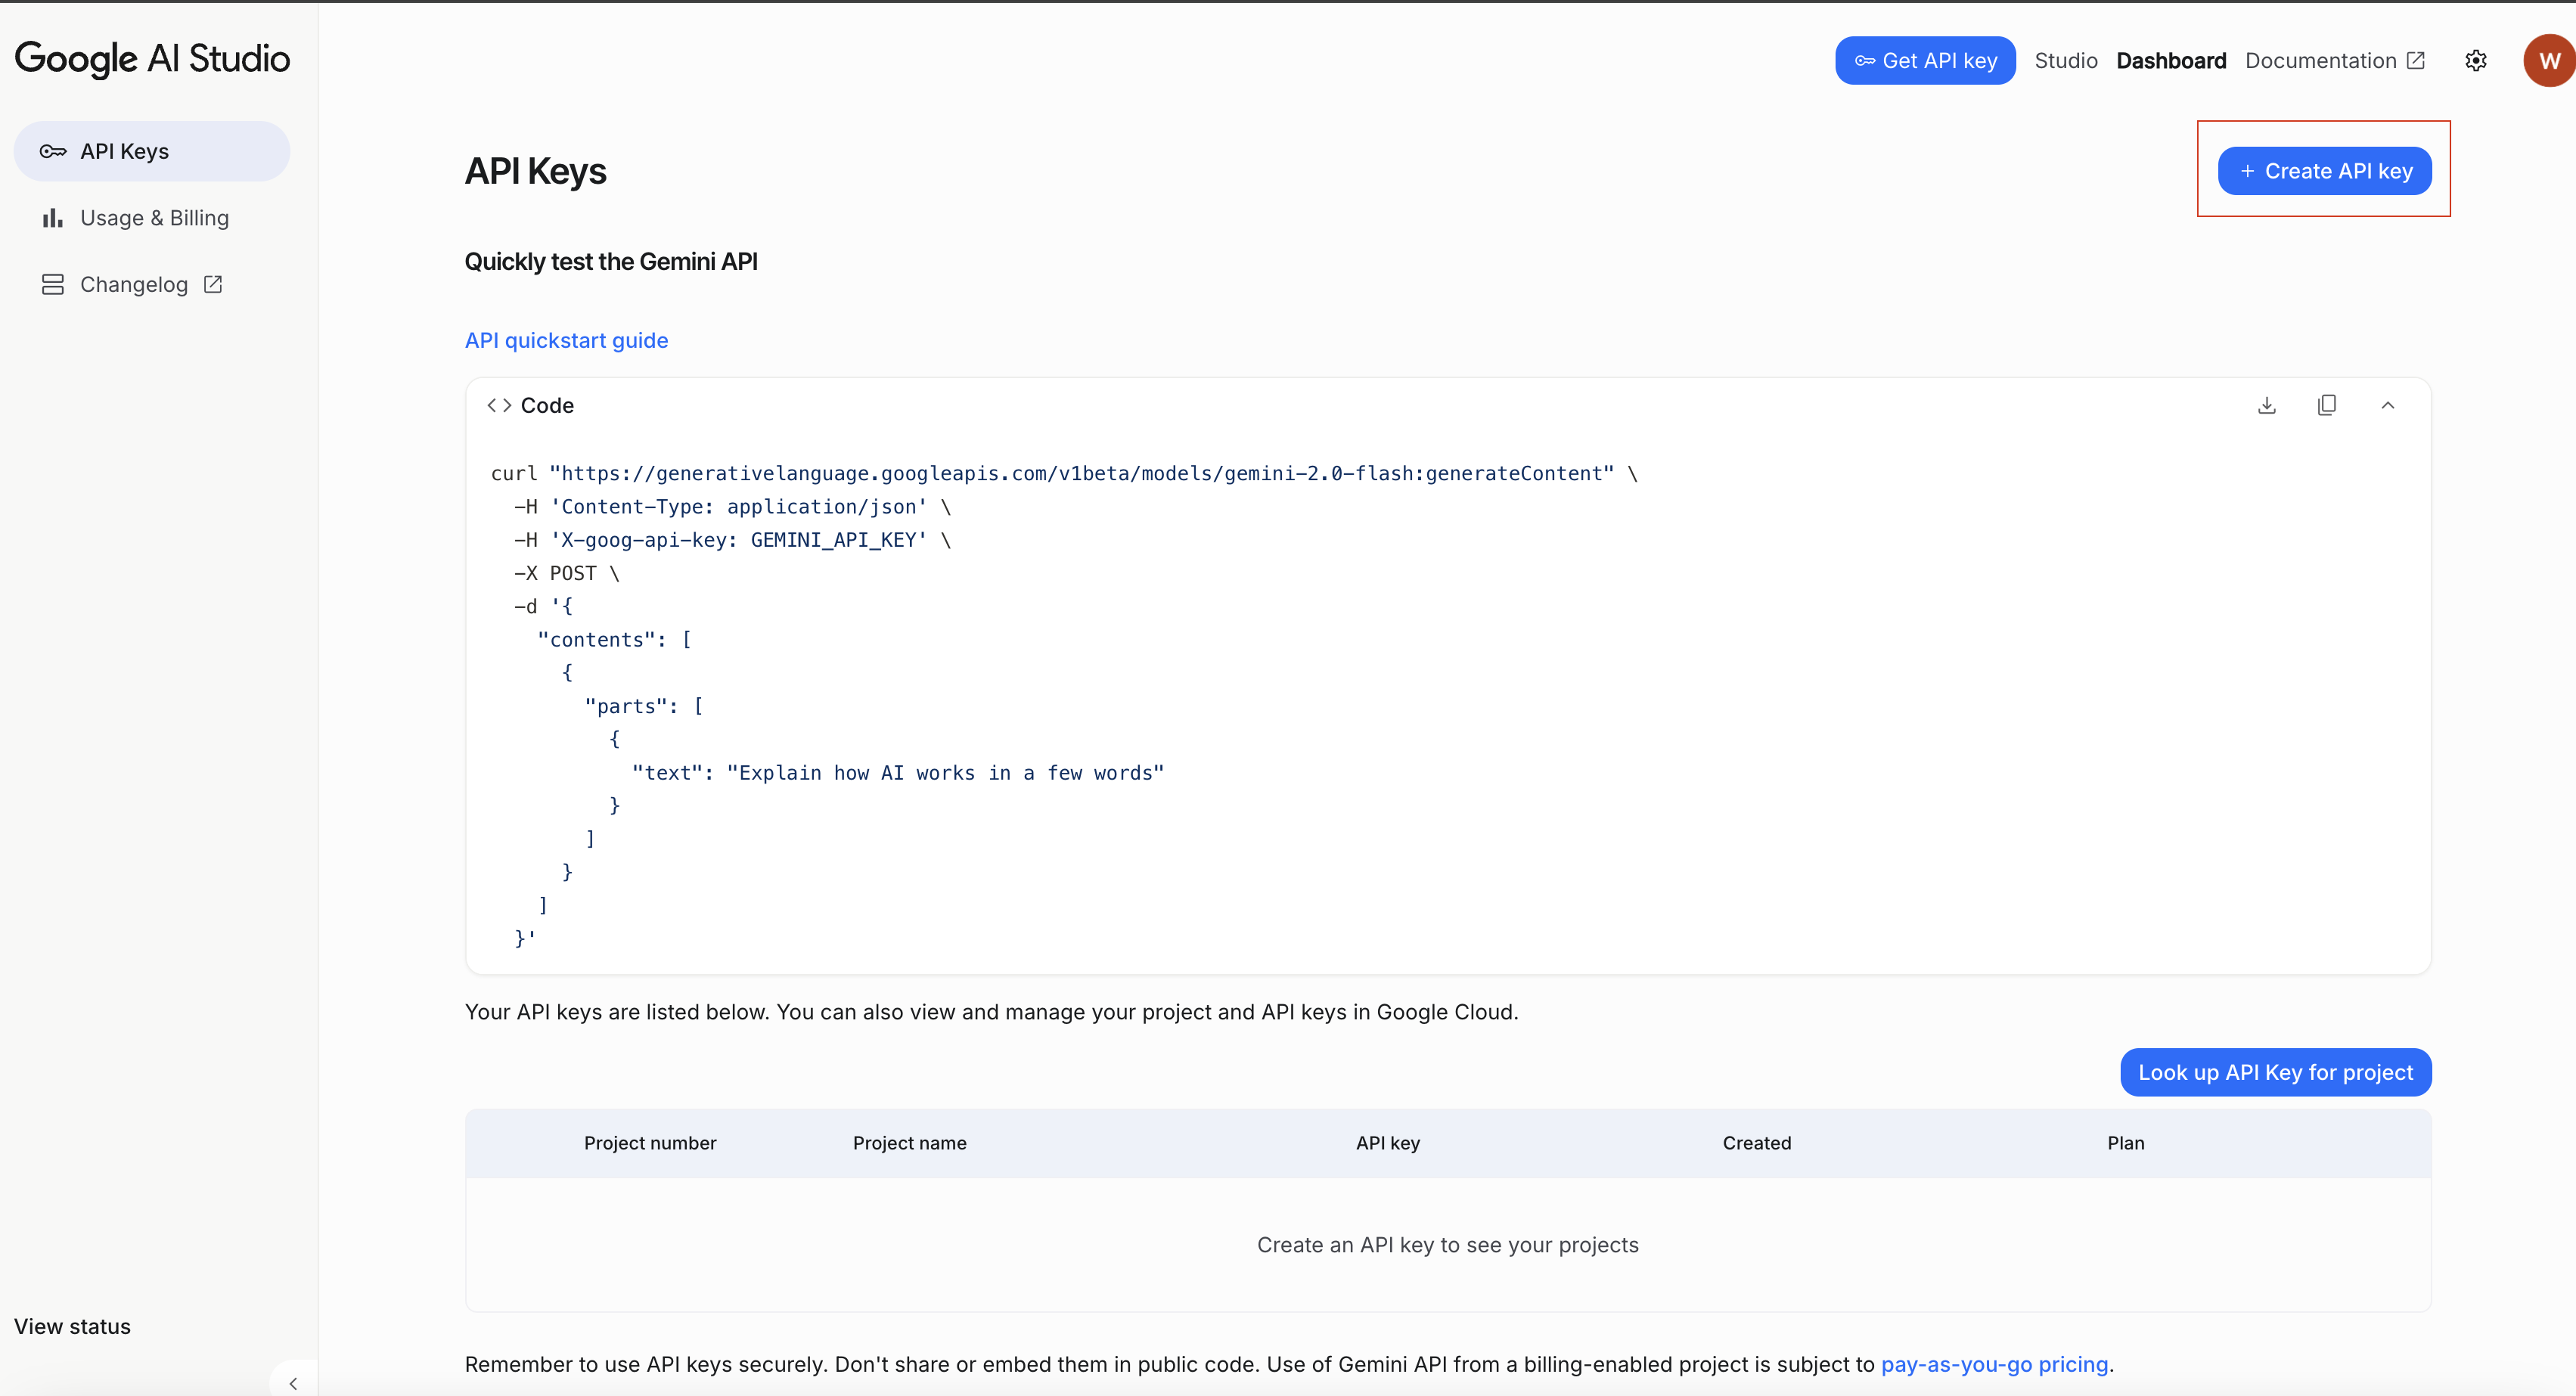 Google AI Studio
Get API key
Studio
Dashboard
Documentation
W
API Keys
Usage & Billing
Changelog
API Keys
+ Create API key
Quickly test the Gemini API
API quickstart guide
<> Code
curl "https://generativelanguage.googleapis.com/v1beta/models/gemini-2.0-flash:generateContent" \
  -H 'Content-Type: application/json' \
  -H 'X-goog-api-key: GEMINI_API_KEY' \
  -X POST \
  -d '{
    "contents": [
      {
        "parts": [
          {
            "text": "Explain how AI works in a few words"
          }
        ]
      }
    ]
  }'
Your API keys are listed below. You can also view and manage your project and API keys in Google Cloud.
Look up API Key for project
Project number Project name API key Created Plan
Create an API key to see your projects
View status
Remember to use API keys securely. Don't share or embed them in public code. Use of Gemini API from a billing-enabled project is subject to pay-as-you-go pricing.